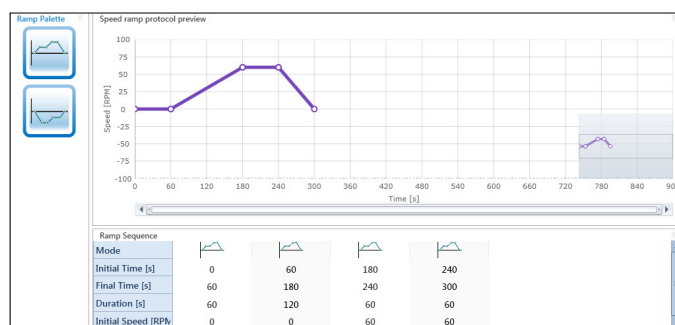 Ramp Palette
Speed ramp protocol preview
100
75
50
25
0
-25
-50
-75
-100
Speed [RPM]
0 60 120 180 240 300 360 420 480 540 600 660 720 780 840 90
Time [s]
Ramp Sequence
Mode
Initial Time [s] 0 60 180 240
Final Time [s] 60 180 240 300
Duration [s] 60 120 60 60
Initial Speed [RPM 0 0 60 60